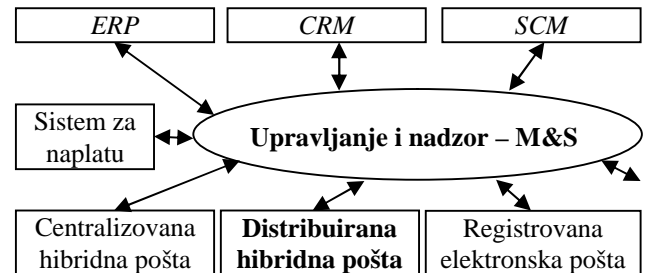 ERP
CRM
SCM
Sistem za
naplatu
Upravljanje i nadzor – M&S
Centralizovana
hibridna pošta
Distribuirana
hibridna pošta
Registrovana
elektronska pošta